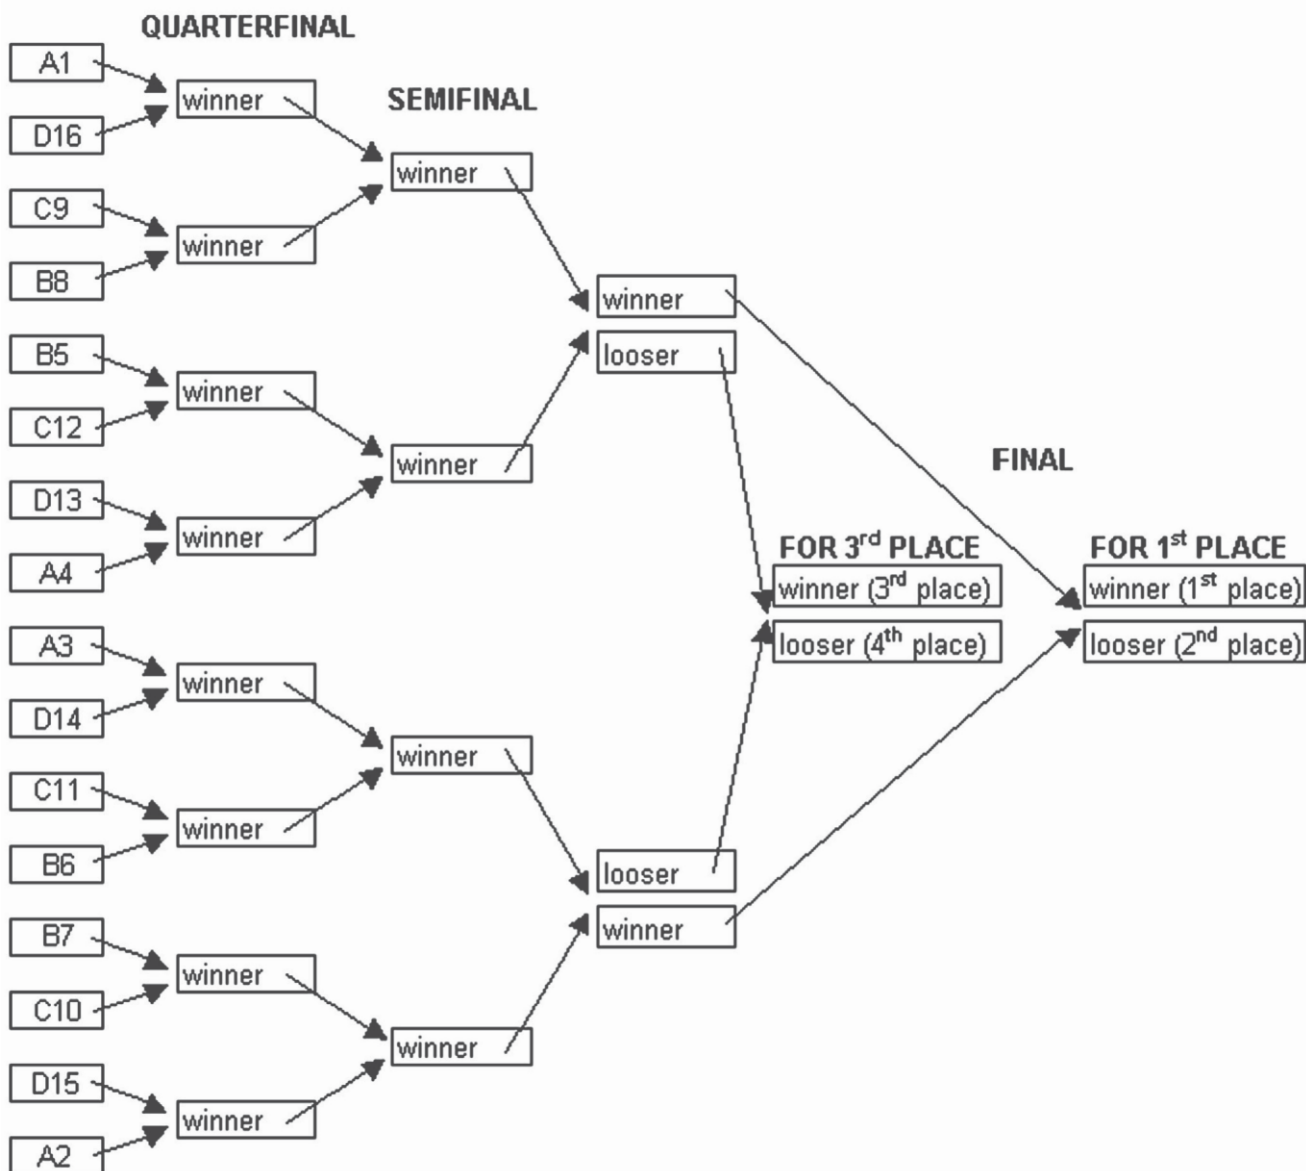 QUARTERFINAL
A1
D16
C9
B8
B5
C12
D13
A4
A3
D14
C11
B6
B7
C10
D15
A2
winner
winner
winner
winner
winner
winner
winner
winner
SEMIFINAL
winner
winner
winner
winner
winner
looser
looser
winner
FINAL
FOR 3rd PLACE
winner (3rd place)
looser (4th place)
FOR 1st PLACE
winner (1st place)
looser (2nd place)